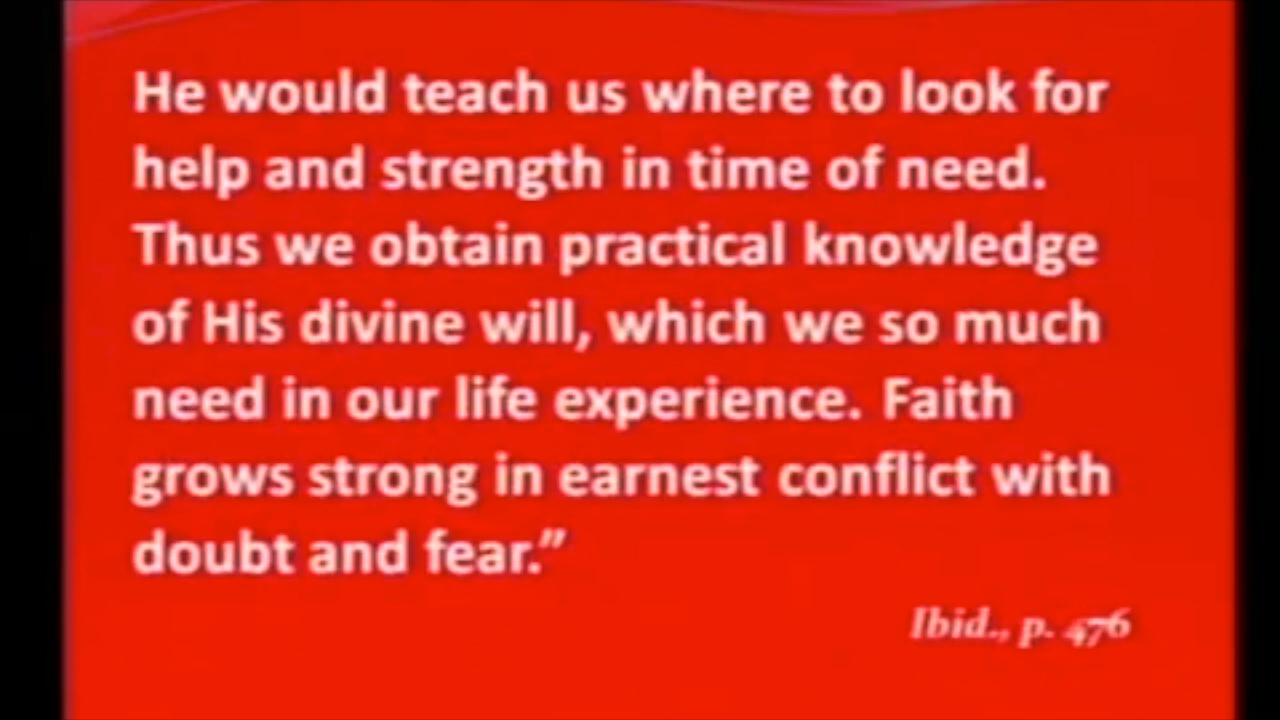 He would teach us where to look for
help and strength in time of need.
Thus we obtain practical knowledge
of His divine will, which we so much
need in our life experience. Faith
grows strong in earnest conflict with
doubt and fear.”
Ibid., p. 476